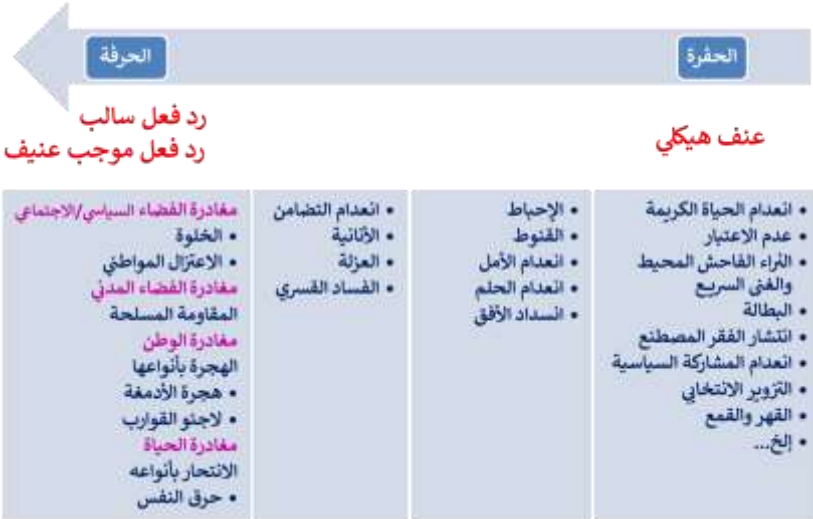 الحفرة
الحرفة
عنف هيكلي
رد فعل سالب
رد فعل موجب عنيف
• انعدام الحياة الكريمة
• عدم الاعتبار
• الثراء الفاحش المحيط
والغنى السريع
• البطالة
• انتشار الفقر المصطنع
• انعدام المشاركة السياسية
• التزوير الانتخابي
• القهر والقمع
• إلخ...
• الإحباط
• القنوط
• انعدام الأمل
• انعدام الحلم
• انسداد الأفق
• انعدام التضامن
• الأنانية
• العزلة
• الفساد القسري
مغادرة الفضاء السياسي/الاجتماعي
• الخلوة
• الاعتزال المواطني
مغادرة الفضاء المدني
المقاومة المسلحة
مغادرة الوطن
الهجرة بأنواعها
• هجرة الأدمغة
• لاجئو القوارب
مغادرة الحياة
الانتحار بأنواعه
• حرق النفس